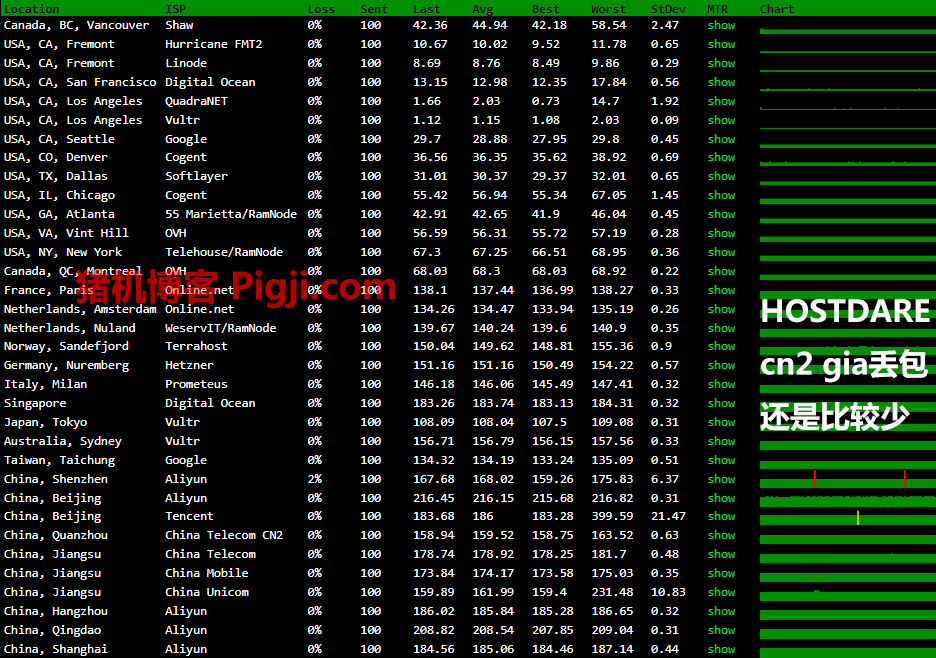 Location ISP Loss Sent Last Avg Best Worst StDev MTR Chart
Canada, BC, Vancouver Shaw 0% 100 42.36 44.94 42.18 58.54 2.47 show
USA, CA, Fremont Hurricane FMT2 0% 100 10.67 10.02 9.52 11.78 0.65 show
USA, CA, Fremont Linode 0% 100 8.69 8.76 8.49 9.86 0.29 show
USA, CA, San Francisco Digital Ocean 0% 100 13.15 12.98 12.35 17.84 0.56 show
USA, CA, Los Angeles QuadraNET 0% 100 1.66 2.03 0.73 14.7 1.92 show
USA, CA, Los Angeles Vultr 0% 100 1.12 1.15 1.08 2.03 0.09 show
USA, CA, Seattle Google 0% 100 29.7 28.88 27.95 29.8 0.45 show
USA, CO, Denver Cogent 0% 100 36.56 36.35 35.62 38.92 0.69 show
USA, TX, Dallas Softlayer 0% 100 31.01 30.37 29.37 32.01 0.65 show
USA, IL, Chicago Cogent 0% 100 55.42 56.94 55.34 67.05 1.45 show
USA, GA, Atlanta 55 Marietta/RamNode 0% 100 42.91 42.65 41.9 46.04 0.45 show
USA, VA, Vint Hill OVH 0% 100 56.59 56.31 55.72 57.19 0.28 show
USA, NY, New York Telehouse/RamNode 0% 100 67.3 67.25 66.51 68.95 0.36 show
Canada, QC, Montreal OVH 0% 100 68.03 68.3 68.03 68.92 0.22 show
猪机博客 Pigji.com
France, Paris Online.net 0% 100 138.1 137.44 136.99 138.27 0.33 show
Netherlands, Amsterdam Online.net 0% 100 134.26 134.47 133.94 135.19 0.26 show
HOSTDARE
Netherlands, Nuland WeservIT/RamNode 0% 100 139.67 140.24 139.6 140.9 0.35 show
Norway, Sandefjord Terrahost 0% 100 150.04 149.62 148.81 155.36 0.9 show
Germany, Nuremberg Hetzner 0% 100 151.16 151.16 150.49 154.22 0.57 show
cn2 gia丢包
Italy, Milan Prometeus 0% 100 146.18 146.06 145.49 147.41 0.32 show
Singapore Digital Ocean 0% 100 183.26 183.74 183.13 184.31 0.32 show
还是比较少
Japan, Tokyo Vultr 0% 100 108.09 108.04 107.5 109.08 0.31 show
Australia, Sydney Vultr 0% 100 156.71 156.79 156.15 157.56 0.33 show
Taiwan, Taichung Google 0% 100 134.32 134.19 133.24 135.09 0.51 show
China, Shenzhen Aliyun 2% 100 167.68 168.02 159.26 175.83 6.37 show
China, Beijing Aliyun 0% 100 216.45 216.15 215.68 216.82 0.31 show
China, Beijing Tencent 0% 100 183.68 186 183.28 399.59 21.47 show
China, Quanzhou China Telecom CN2 0% 100 158.94 159.52 158.75 163.52 0.63 show
China, Jiangsu China Telecom 0% 100 178.74 178.92 178.25 181.7 0.48 show
China, Jiangsu China Mobile 0% 100 173.84 174.17 173.58 175.03 0.35 show
China, Jiangsu China Unicom 0% 100 159.89 161.99 159.4 231.48 10.83 show
China, Hangzhou Aliyun 0% 100 186.02 185.84 185.28 186.65 0.32 show
China, Qingdao Aliyun 0% 100 208.82 208.54 207.85 209.04 0.31 show
China, Shanghai Aliyun 0% 100 184.56 185.06 184.46 187.14 0.44 show